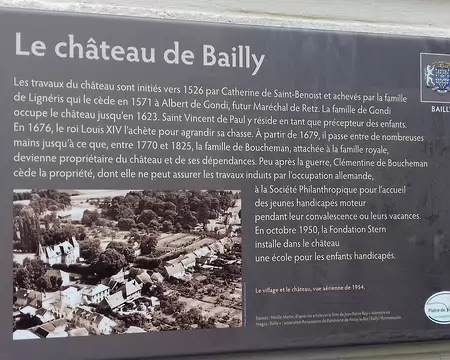 Le château de Bailly
BAILLY
Les travaux du château sont initiés vers 1526 par Catherine de Saint-Benoist et achevés par la famille
de Lignéris qui le cède en 1571 à Albert de Gondi, futur Maréchal de Retz. La famille de Gondi
occupe le château jusqu'en 1623. Saint Vincent de Paul y réside en tant que précepteur des enfants.
En 1676, le roi Louis XIV l'achète pour agrandir sa chasse. À partir de 1679, il passe entre de nombreuses
mains jusqu'à ce que, entre 1770 et 1825, la famille de Boucheman, attachée à la famille royale,
devienne propriétaire du château et de ses dépendances. Peu après la guerre, Clémentine de Boucheman
cède la propriété, dont elle ne peut assurer les travaux induits par l'occupation allemande,
à la Société Philanthropique pour l'accueil
des jeunes handicapés moteur
pendant leur convalescence ou leurs vacances.
En octobre 1950, la Fondation Stern
installe dans le château
une école pour les enfants handicapés.
Le village et le château, vue aérienne de 1954.
Plaine de